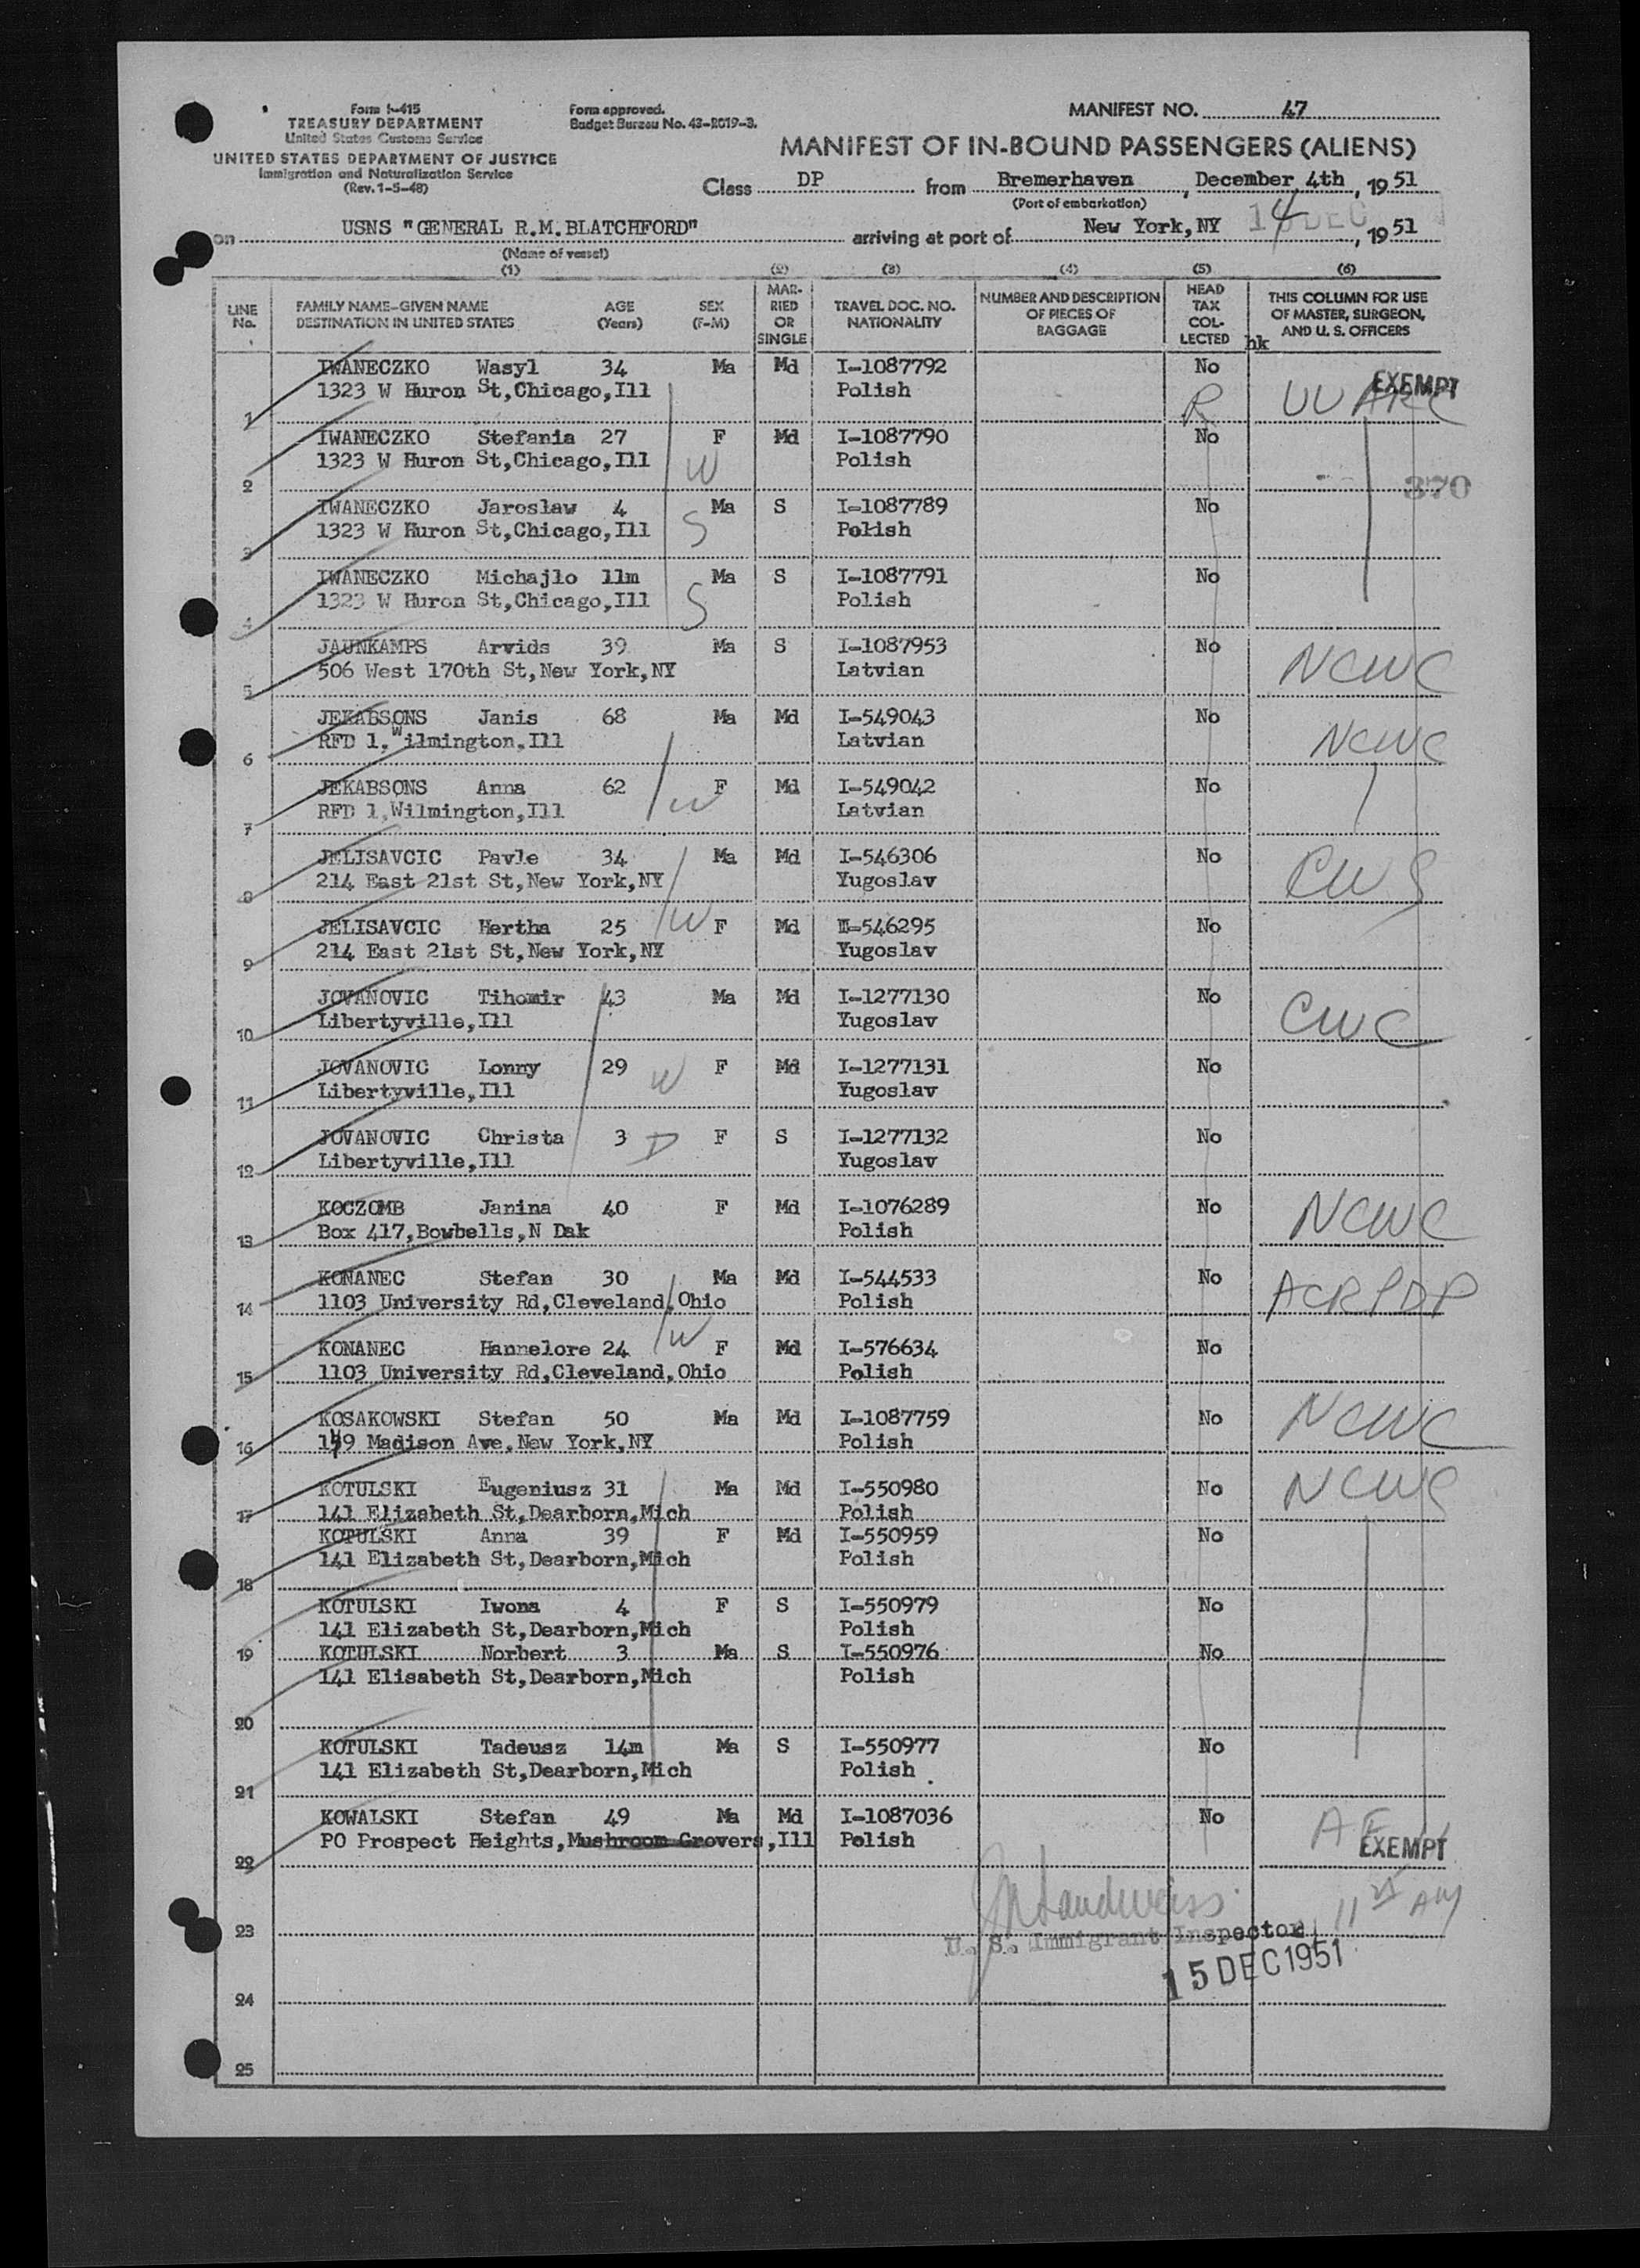 Form I-415
TREASURY DEPARTMENT
United States Customs Service
UNITED STATES DEPARTMENT OF JUSTICE
Immigration and Naturalization Service
(Rev. 1-5-48)
Form approved.
Budget Bureau No. 43-R019-3.
MANIFEST NO. 47
MANIFEST OF IN-BOUND PASSENGERS (ALIENS)
Class DP from Bremerhaven, December 4th, 1951
(Port of embarkation)
on USNS "GENERAL R.M.BLATCHFORD" arriving at port of New York, NY 14 DEC, 1951
(Name of vessel)
(1) (2) (3) (4) (5) (6)
LINE No. FAMILY NAME-GIVEN NAME DESTINATION IN UNITED STATES AGE (Years) SEX (F-M) MARRIED OR SINGLE TRAVEL DOC. NO. NATIONALITY NUMBER AND DESCRIPTION OF PIECES OF BAGGAGE HEAD TAX COLLECTED THIS COLUMN FOR USE OF MASTER, SURGEON, AND U. S. OFFICERS
hk
IWANECZKO Wasyl 34 Ma Md I-1087792 No EXEMPT
1 1323 W Huron St,Chicago,Ill Polish R UUARC
IWANECZKO Stefania 27 F Md I-1087790 No
2 1323 W Huron St,Chicago,Ill W Polish 370
IWANECZKO Jaroslaw 4 Ma S I-1087789 No
3 1323 W Huron St,Chicago,Ill S Polish
IWANECZKO Michajlo 11m Ma S I-1087791 No
4 1323 W Huron St,Chicago,Ill S Polish
JAUNKAMPS Arvids 39 Ma S I-1087953 No
5 506 West 170th St,New York,NY Latvian NCWC
JEKABSONS Janis 68 Ma Md I-549043 No
6 RFD 1,Wilmington,Ill Latvian NCWC
JEKABSONS Anna 62 W F Md I-549042 No
7 RFD 1,Wilmington,Ill Latvian
JELISAVCIC Pavle 34 Ma Md I-546306 No
8 214 East 21st St,New York,NY Yugoslav CWS
JELISAVCIC Hertha 25 W F Md I-546295 No
9 214 East 21st St,New York,NY Yugoslav
JOVANOVIC Tihomir 43 Ma Md I-1277130 No
10 Libertyville,Ill Yugoslav CWC
JOVANOVIC Lonny 29 W F Md I-1277131 No
11 Libertyville,Ill Yugoslav
JOVANOVIC Christa 3 D F S I-1277132 No
12 Libertyville,Ill Yugoslav
KOCZOMB Janina 40 F Md I-1076289 No NCWC
13 Box 417,Bowbells,N Dak Polish
KONANEC Stefan 30 Ma Md I-544533 No ACRPDP
14 1103 University Rd,Cleveland,Ohio Polish
KONANEC Hannelore 24 W F Md I-576634 No
15 1103 University Rd,Cleveland,Ohio Polish
KOSAKOWSKI Stefan 50 Ma Md I-1087759 No NCWC
16 149 Madison Ave,New York,NY Polish
KOTULSKI Eugeniusz 31 Ma Md I-550980 No NCWC
17 141 Elizabeth St,Dearborn,Mich Polish
KOTULSKI Anna 39 F Md I-550959 No
18 141 Elizabeth St,Dearborn,Mich Polish
KOTULSKI Iwona 4 F S I-550979 No
141 Elizabeth St,Dearborn,Mich Polish
19 KOTULSKI Norbert 3 Ma S I-550976 No
141 Elisabeth St,Dearborn,Mich Polish
20
KOTULSKI Tadeusz 14m Ma S I-550977 No
21 141 Elizabeth St,Dearborn,Mich Polish
KOWALSKI Stefan 49 Ma Md I-1087036 No
22 PO Prospect Heights,Mushroom Grovers,Ill Polish EXEMPT
11 AM
23 U. S. Immigrant Inspector
15 DEC 1951
24
25